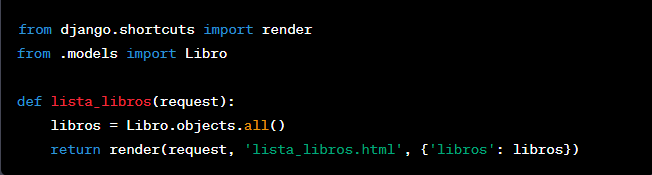 from django.shortcuts import render
from .models import Libro
def lista_libros(request):
    libros = Libro.objects.all()
    return render(request, 'lista_libros.html', {'libros': libros})